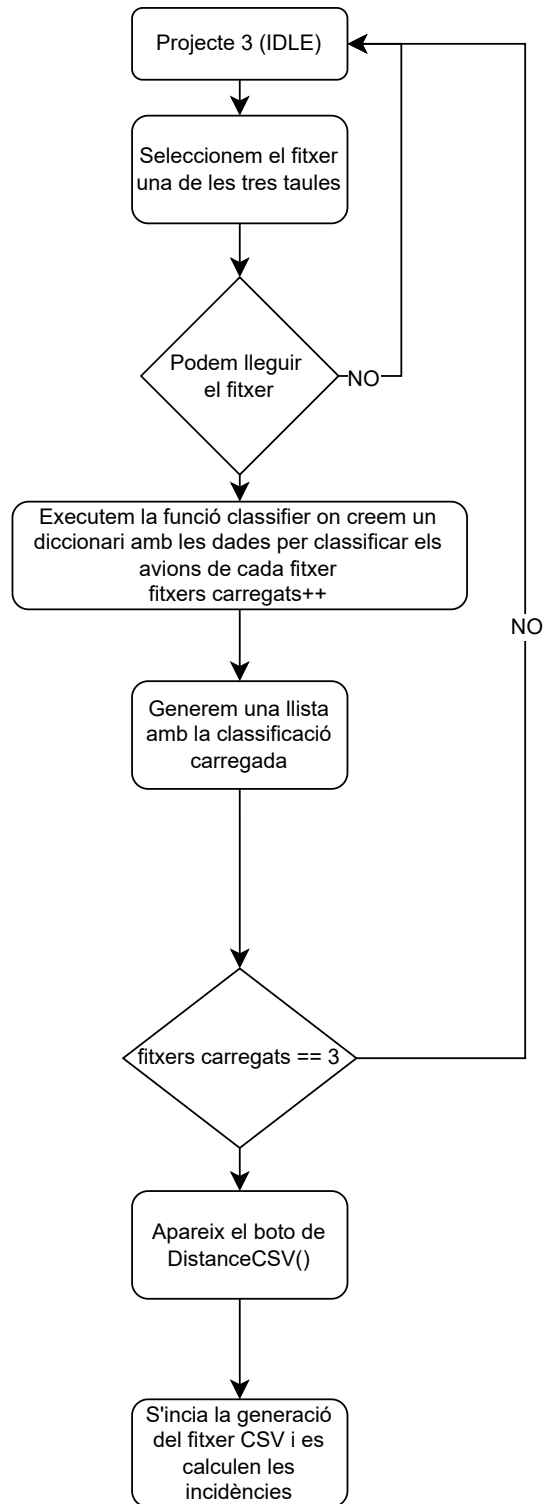 Projecte 3 (IDLE)
Seleccionem el fitxer
una de les tres taules
Podem lleguir
el fitxer
NO
Executem la funció classifier on creem un
diccionari amb les dades per classificar els
avions de cada fitxer
fitxers carregats++
NO
Generem una llista
amb la classificació
carregada
fitxers carregats == 3
Apareix el boto de
DistanceCSV()
S'incia la generació
del fitxer CSV i es
calculen les
incidències